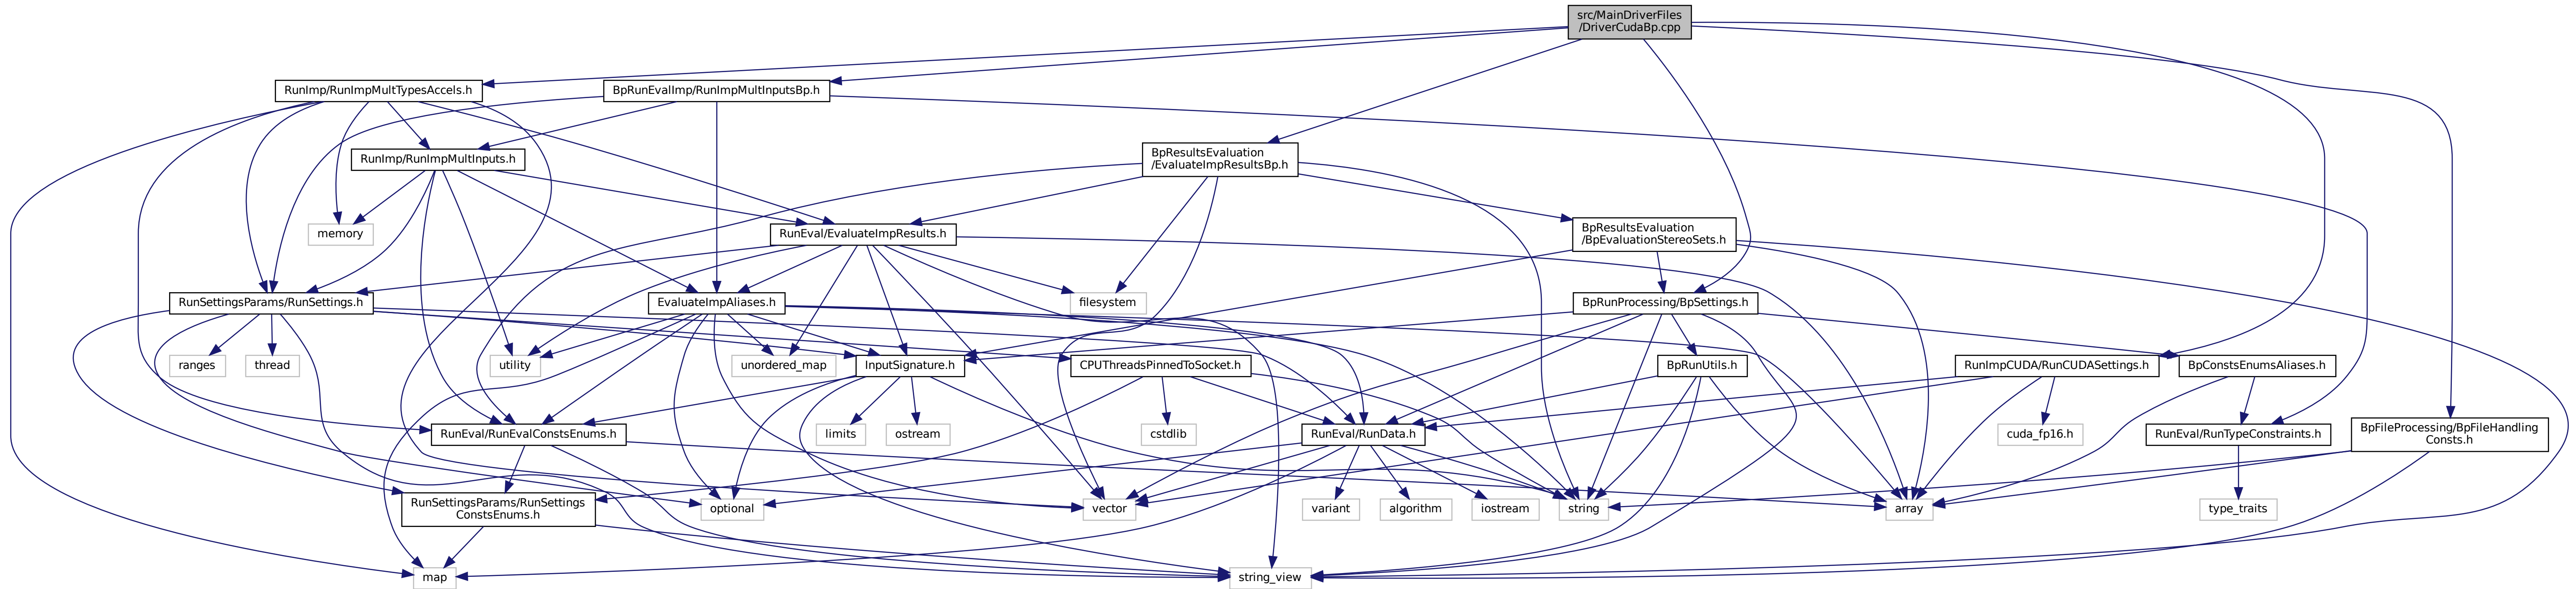 src/MainDriverFiles
/DriverCudaBp.cpp
RunImp/RunImpMultTypesAccels.h
BpRunEvalImp/RunImpMultInputsBp.h
RunImp/RunImpMultInputs.h
BpResultsEvaluation
/EvaluateImpResultsBp.h
memory
RunEval/EvaluateImpResults.h
BpResultsEvaluation
/BpEvaluationStereoSets.h
RunSettingsParams/RunSettings.h
EvaluateImpAliases.h
filesystem
BpRunProcessing/BpSettings.h
ranges
thread
utility
unordered_map
InputSignature.h
CPUThreadsPinnedToSocket.h
BpRunUtils.h
RunImpCUDA/RunCUDASettings.h
BpConstsEnumsAliases.h
RunEval/RunEvalConstsEnums.h
limits
ostream
cstdlib
RunEval/RunData.h
cuda_fp16.h
RunEval/RunTypeConstraints.h
BpFileProcessing/BpFileHandling
Consts.h
RunSettingsParams/RunSettings
ConstsEnums.h
optional
vector
variant
algorithm
iostream
string
array
type_traits
map
string_view